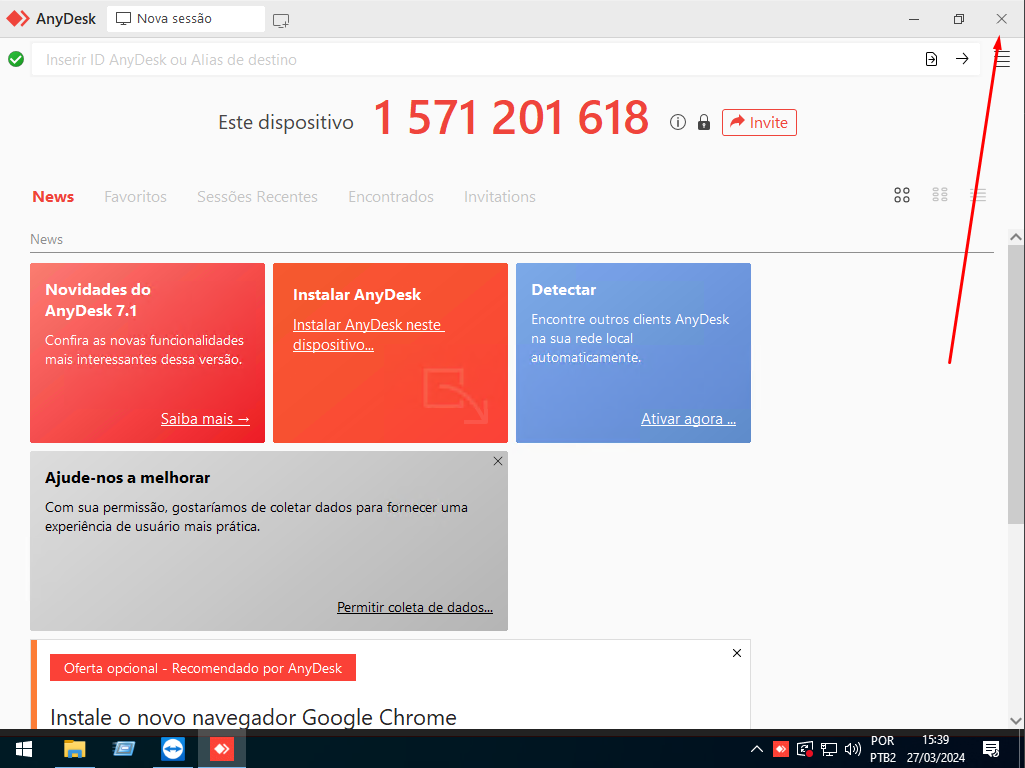 AnyDesk
Nova sessão
Inserir ID AnyDesk ou Alias de destino
Este dispositivo
1 571 201 618
Invite
News
Favoritos
Sessões Recentes
Encontrados
Invitations
News
Novidades do
AnyDesk 7.1
Confira as novas funcionalidades
mais interessantes dessa versão.
Saiba mais →
Instalar AnyDesk
Instalar AnyDesk neste
dispositivo...
Detectar
Encontre outros clients AnyDesk
na sua rede local
automaticamente.
Ativar agora ...
Ajude-nos a melhorar
Com sua permissão, gostaríamos de coletar dados para fornecer uma
experiência de usuário mais prática.
Permitir coleta de dados...
Oferta opcional - Recomendado por AnyDesk
Instale o novo navegador Google Chrome
POR
PTB2
15:39
27/03/2024